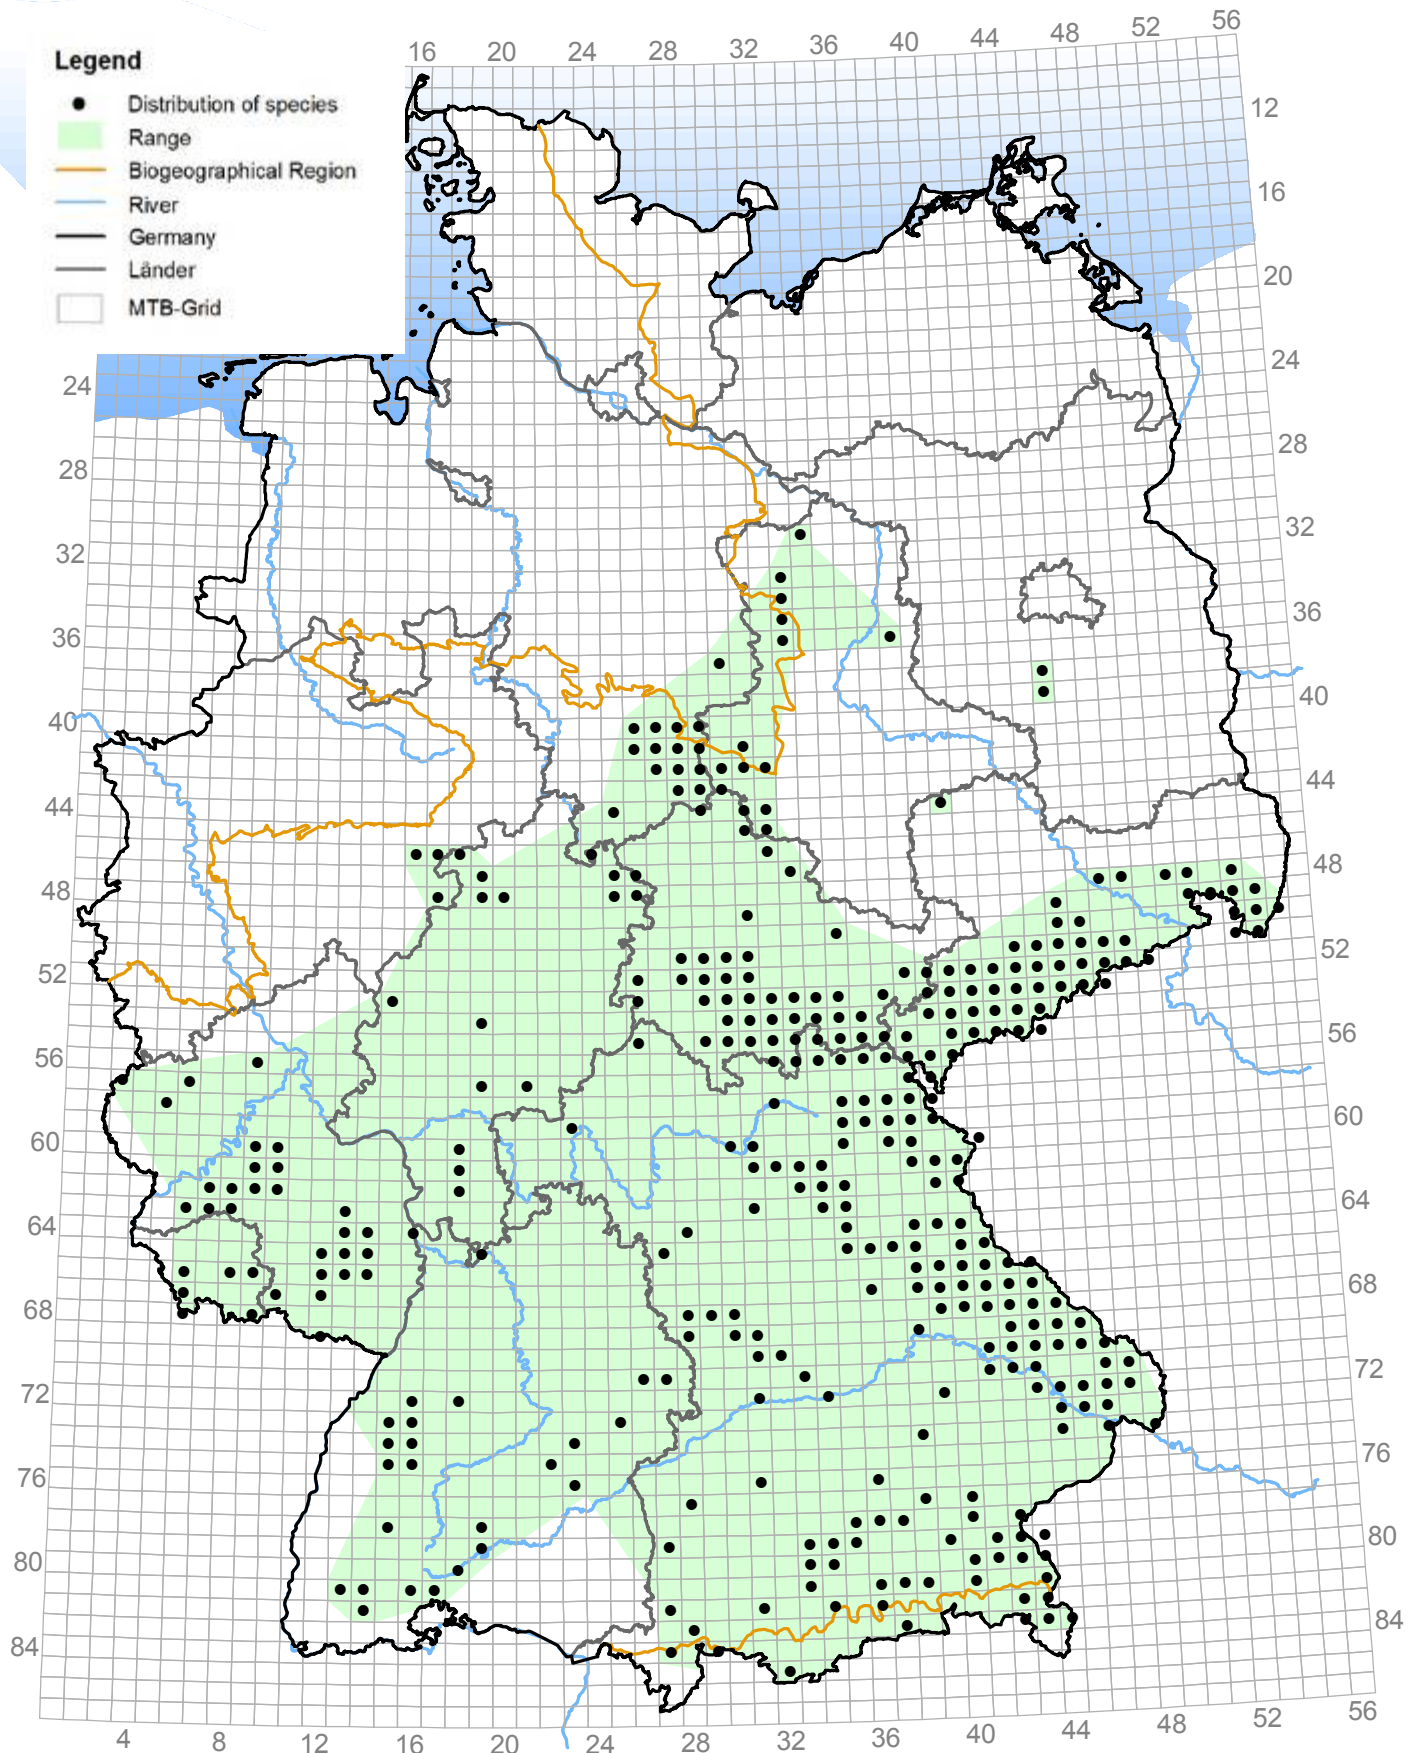 16 20 24 28 32 36 40 44 48 52 56
Legend
Distribution of species
Range
Biogeographical Region
River
Germany
Länder
MTB-Grid
12
16
20
24 24
28 28
32 32
36 36
40 40
44 44
48 48
52 52
56 56
60 60
64 64
68 68
72 72
76 76
80 80
84 84
4 8 12 16 20 24 28 32 36 40 44 48 52 56